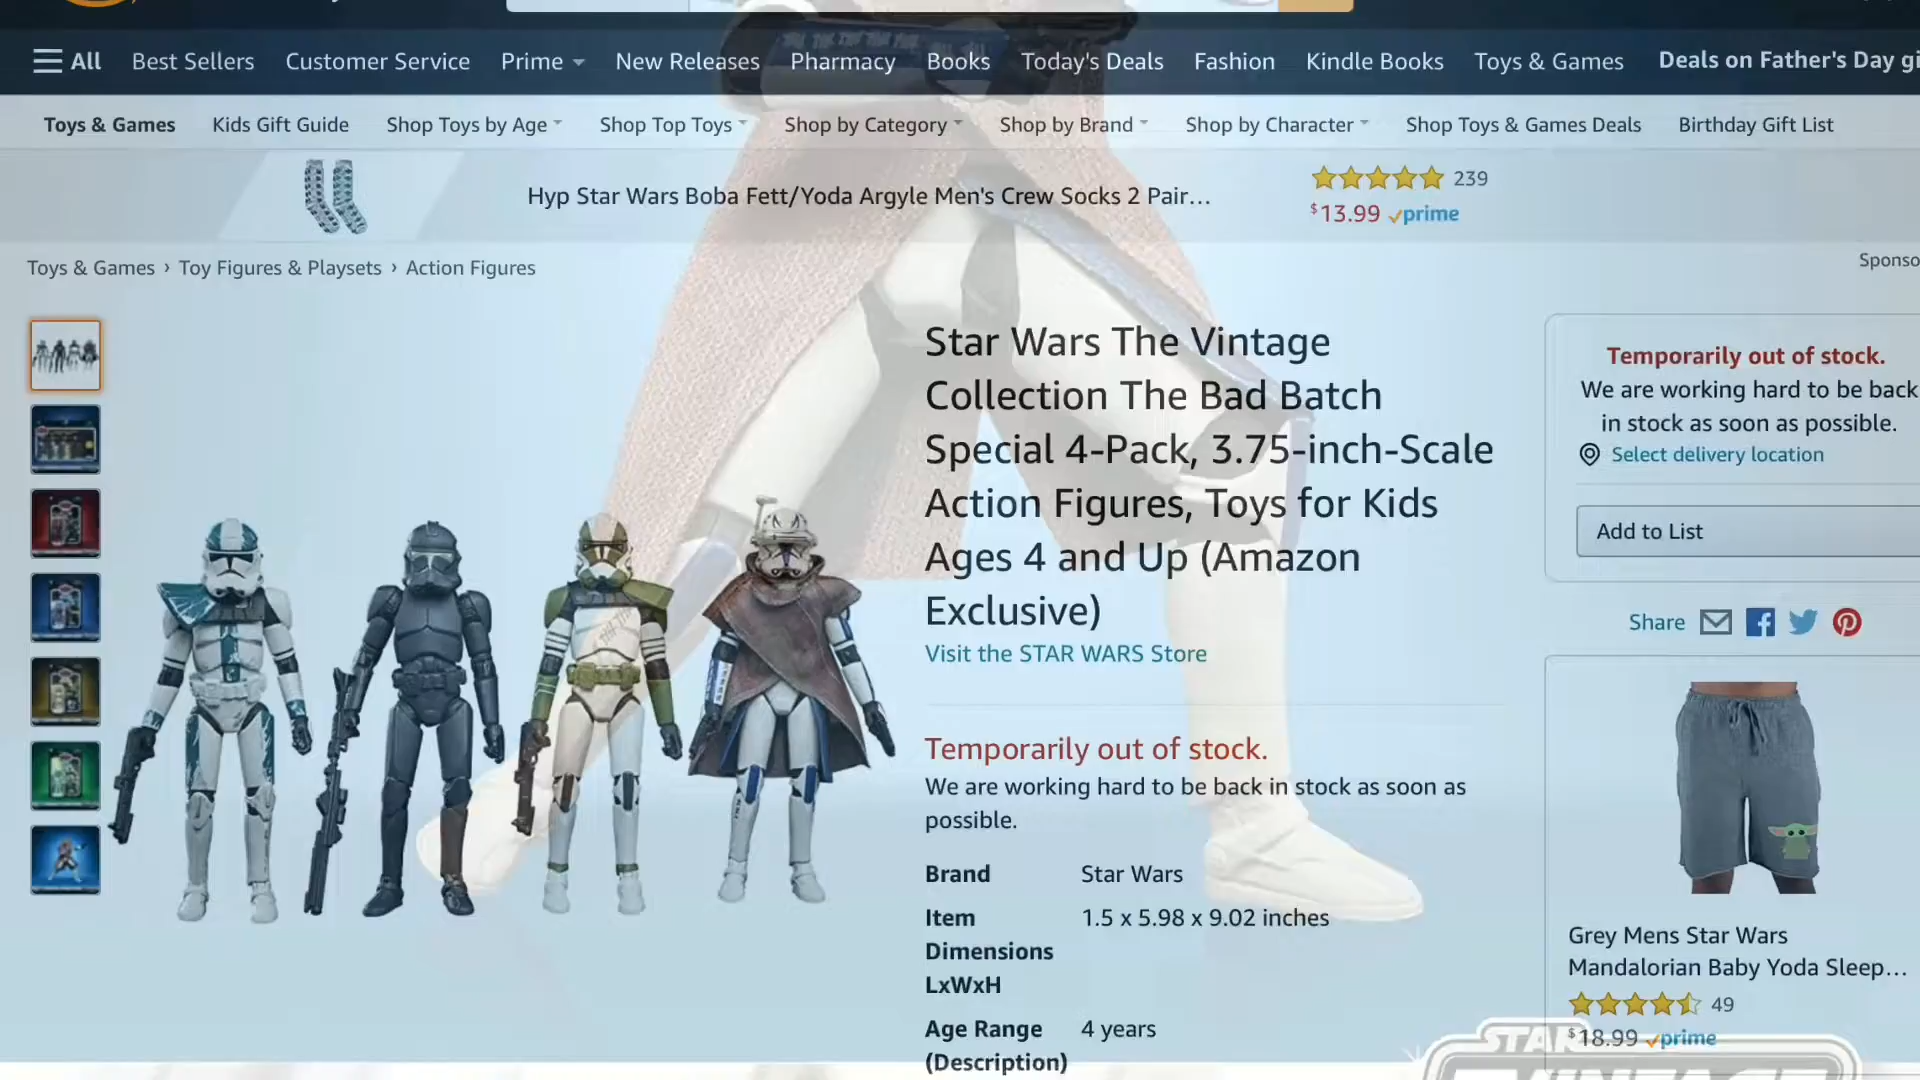 All Best Sellers Customer Service Prime New Releases Pharmacy Books Today's Deals Fashion Kindle Books Toys & Games Deals on Father's Day gi
Toys & Games Kids Gift Guide Shop Toys by Age Shop Top Toys Shop by Category Shop by Brand Shop by Character Shop Toys & Games Deals Birthday Gift List
Hyp Star Wars Boba Fett/Yoda Argyle Men's Crew Socks 2 Pair...
239
$13.99 prime
Toys & Games › Toy Figures & Playsets › Action Figures
Sponso
Star Wars The Vintage
Collection The Bad Batch
Special 4-Pack, 3.75-inch-Scale
Action Figures, Toys for Kids
Ages 4 and Up (Amazon
Exclusive)
Visit the STAR WARS Store
Temporarily out of stock.
We are working hard to be back in stock as soon as
possible.
Brand Star Wars
Item 1.5 x 5.98 x 9.02 inches
Dimensions
LxWxH
Age Range 4 years
(Description)
Temporarily out of stock.
We are working hard to be back
in stock as soon as possible.
Select delivery location
Add to List
Share
Grey Mens Star Wars
Mandalorian Baby Yoda Sleep...
49
$18.99 prime
STAR